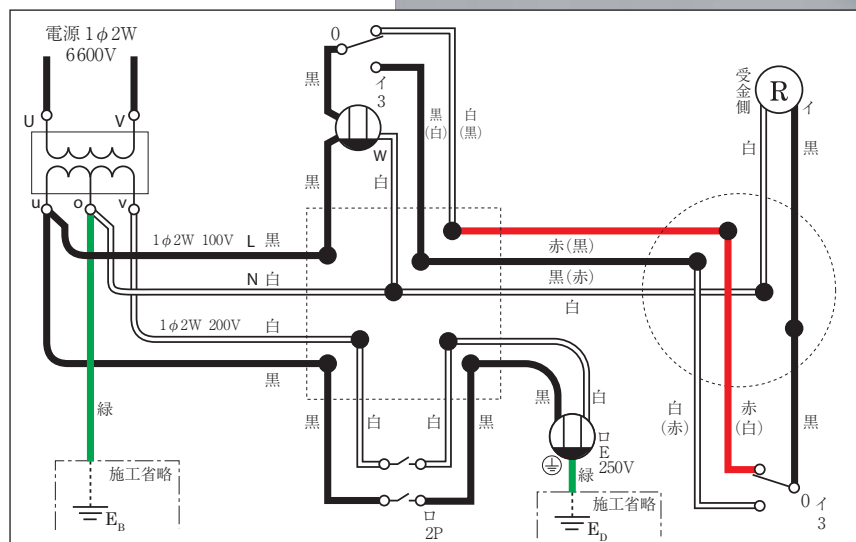 電源 1φ2W
6600V
U
V
u
o
v
0
黒
イ
3
黒
(白)
白
(黒)
W
黒
白
受金側
R
イ
白
黒
1φ2W 100V L 黒
N 白
1φ2W 200V 白
黒
赤(黒)
黒(赤)
白
緑
黒
白
白
黒
黒
白
ロ
E
250V
緑
白
(赤)
赤
(白)
黒
施工省略
E_B
ロ
2P
施工省略
E_D
0
イ
3